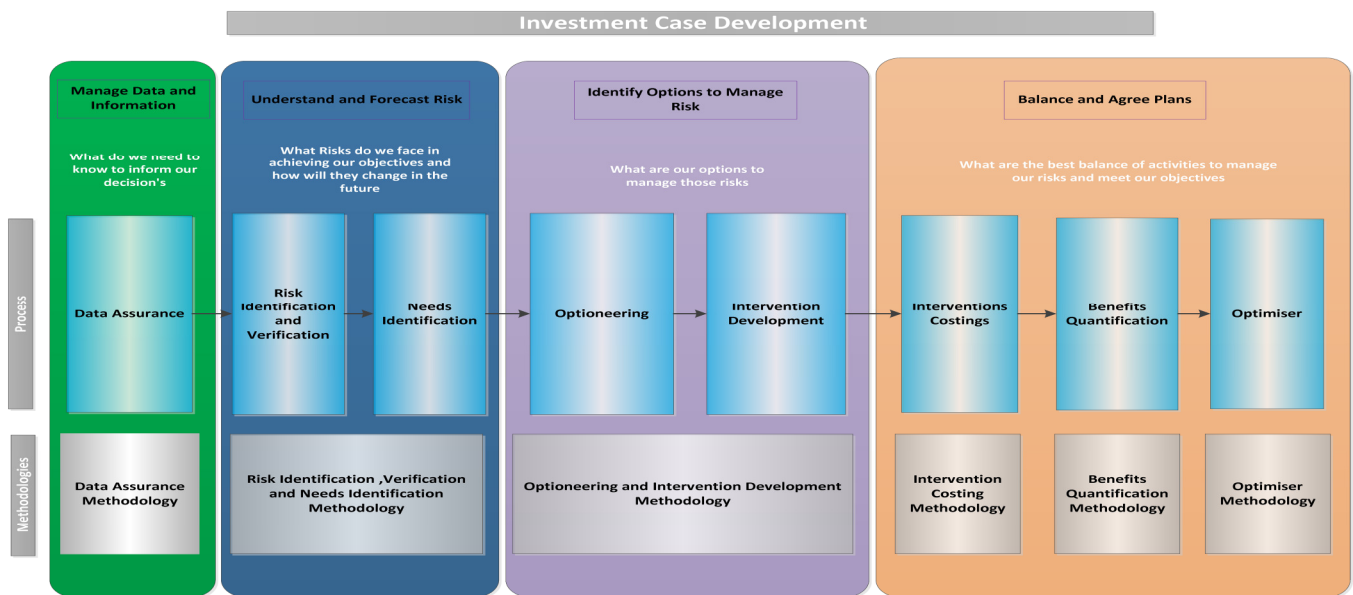 Investment Case Development
Manage Data and
Information
What do we need to
know to inform our
decision's
Understand and Forecast Risk
What Risks do we face in
achieving our objectives and
how will they change in the
future
Identify Options to Manage
Risk
What are our options to
manage those risks
Balance and Agree Plans
What are the best balance of activities to manage
our risks and meet our objectives
Process
Data Assurance
Risk
Identification
and
Verification
Needs
Identification
Optioneering
Intervention
Development
Interventions
Costings
Benefits
Quantification
Optimiser
Methodologies
Data Assurance
Methodology
Risk Identification ,Verification
and Needs Identification
Methodology
Optioneering and Intervention Development
Methodology
Intervention
Costing
Methodology
Benefits
Quantification
Methodology
Optimiser
Methodology